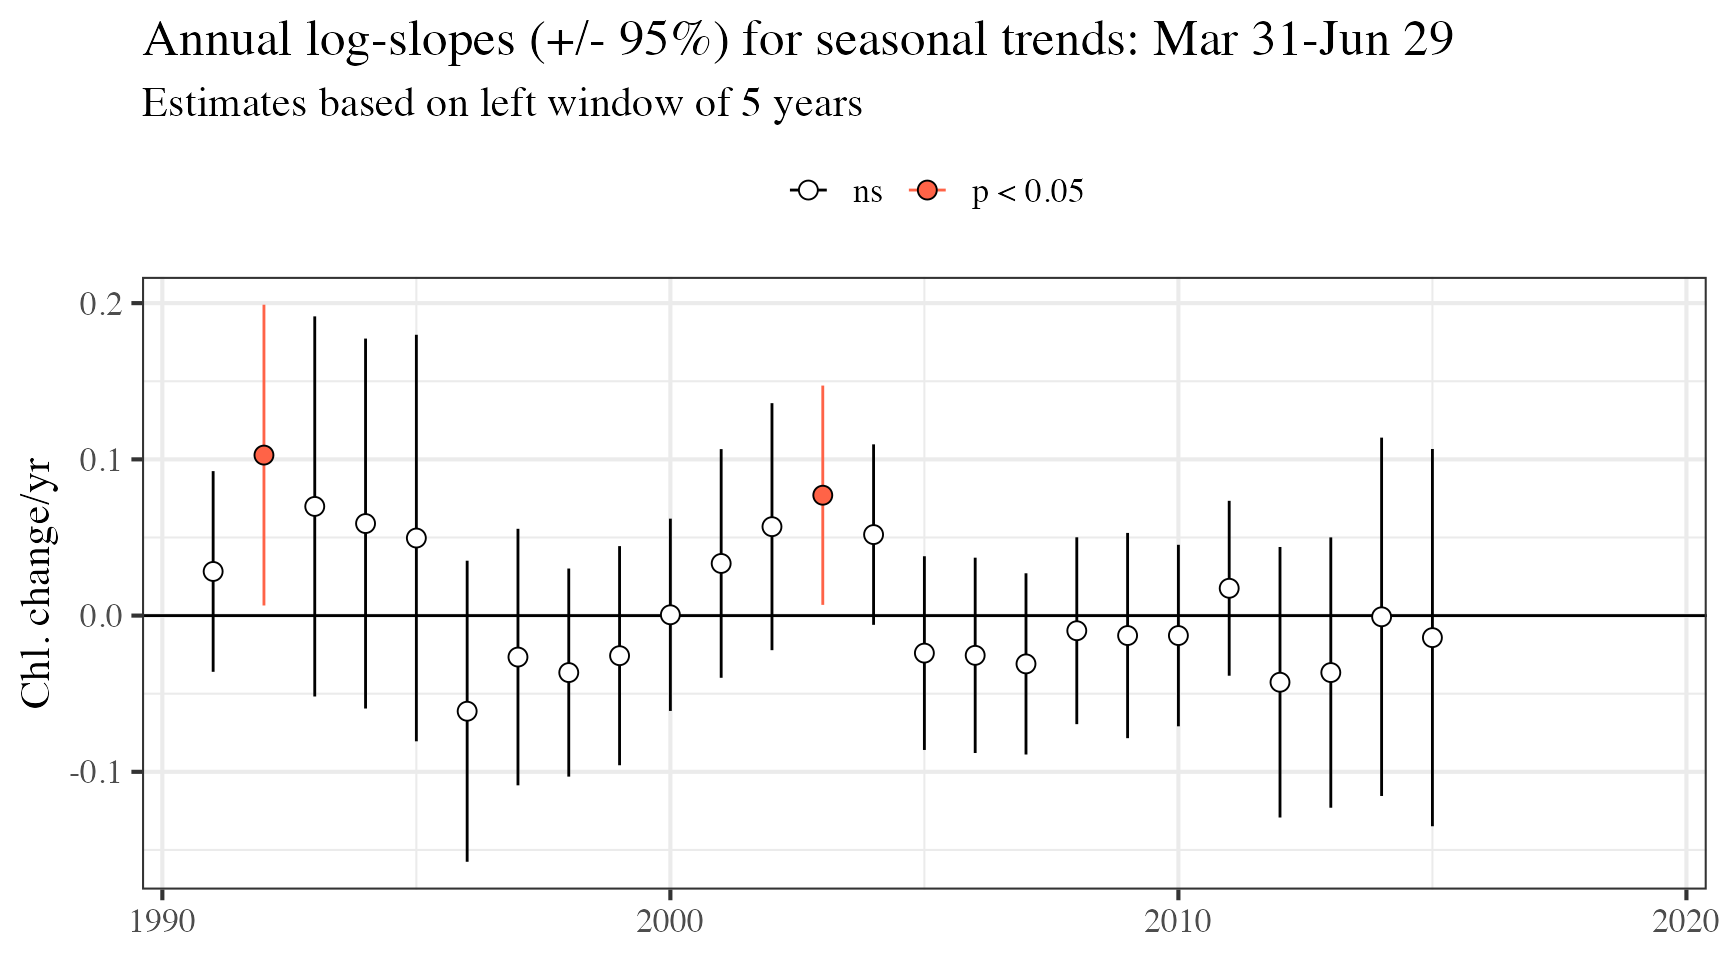 Annual log-slopes (+/- 95%) for seasonal trends: Mar 31-Jun 29
Estimates based on left window of 5 years
ns p < 0.05
Chl. change/yr
0.2
0.1
0.0
-0.1
1990 2000 2010 2020